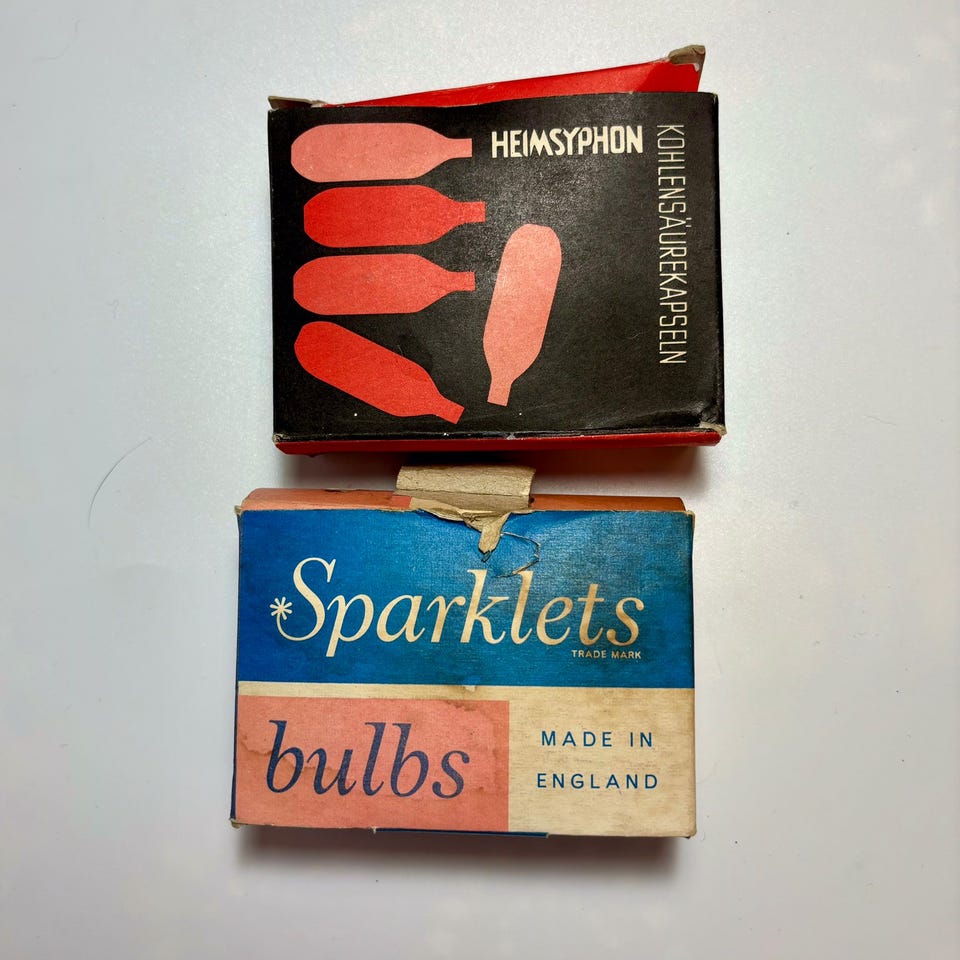 HEIMSYPHON
KOHLENSÄUREKAPSELN
*Sparklets
TRADE MARK
bulbs
MADE IN
ENGLAND